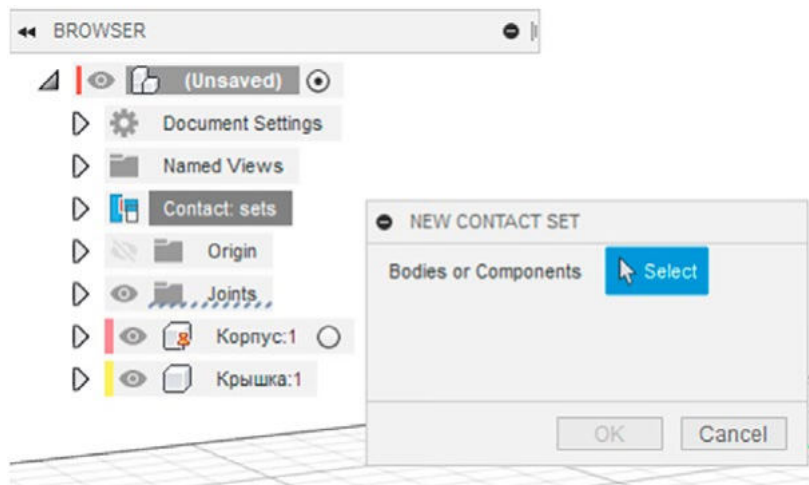 BROWSER
(Unsaved)
Document Settings
Named Views
Contact: sets
NEW CONTACT SET
Origin
Bodies or Components Select
Joints
Корпус:1
Крышка:1
OK Cancel